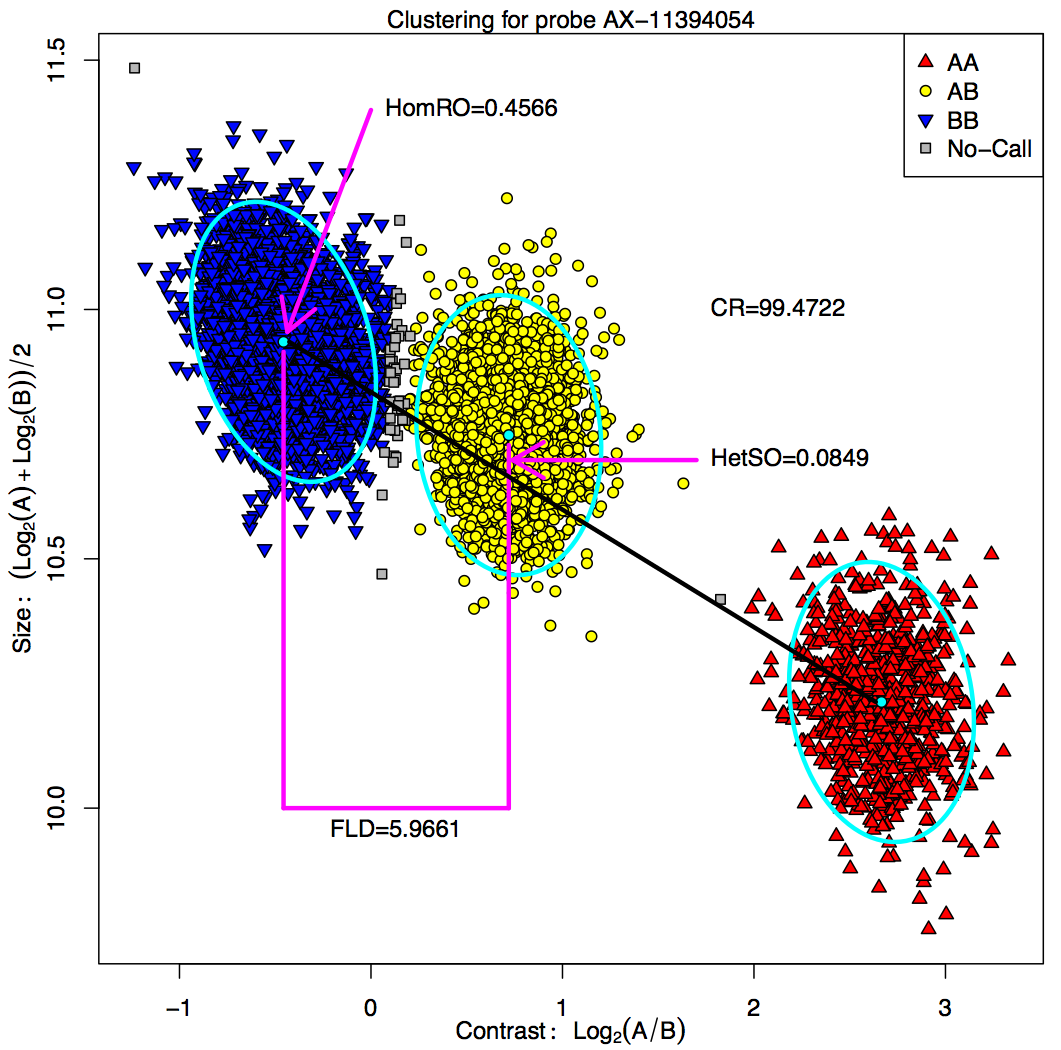 Clustering for probe AX−11394054
AA
AB
BB
No−Call
HomRO=0.4566
CR=99.4722
HetSO=0.0849
FLD=5.9661
Size: (Log₂(A)+Log₂(B))/2
11.5
11.0
10.5
10.0
−1 0 1 2 3
Contrast: Log₂(A/B)